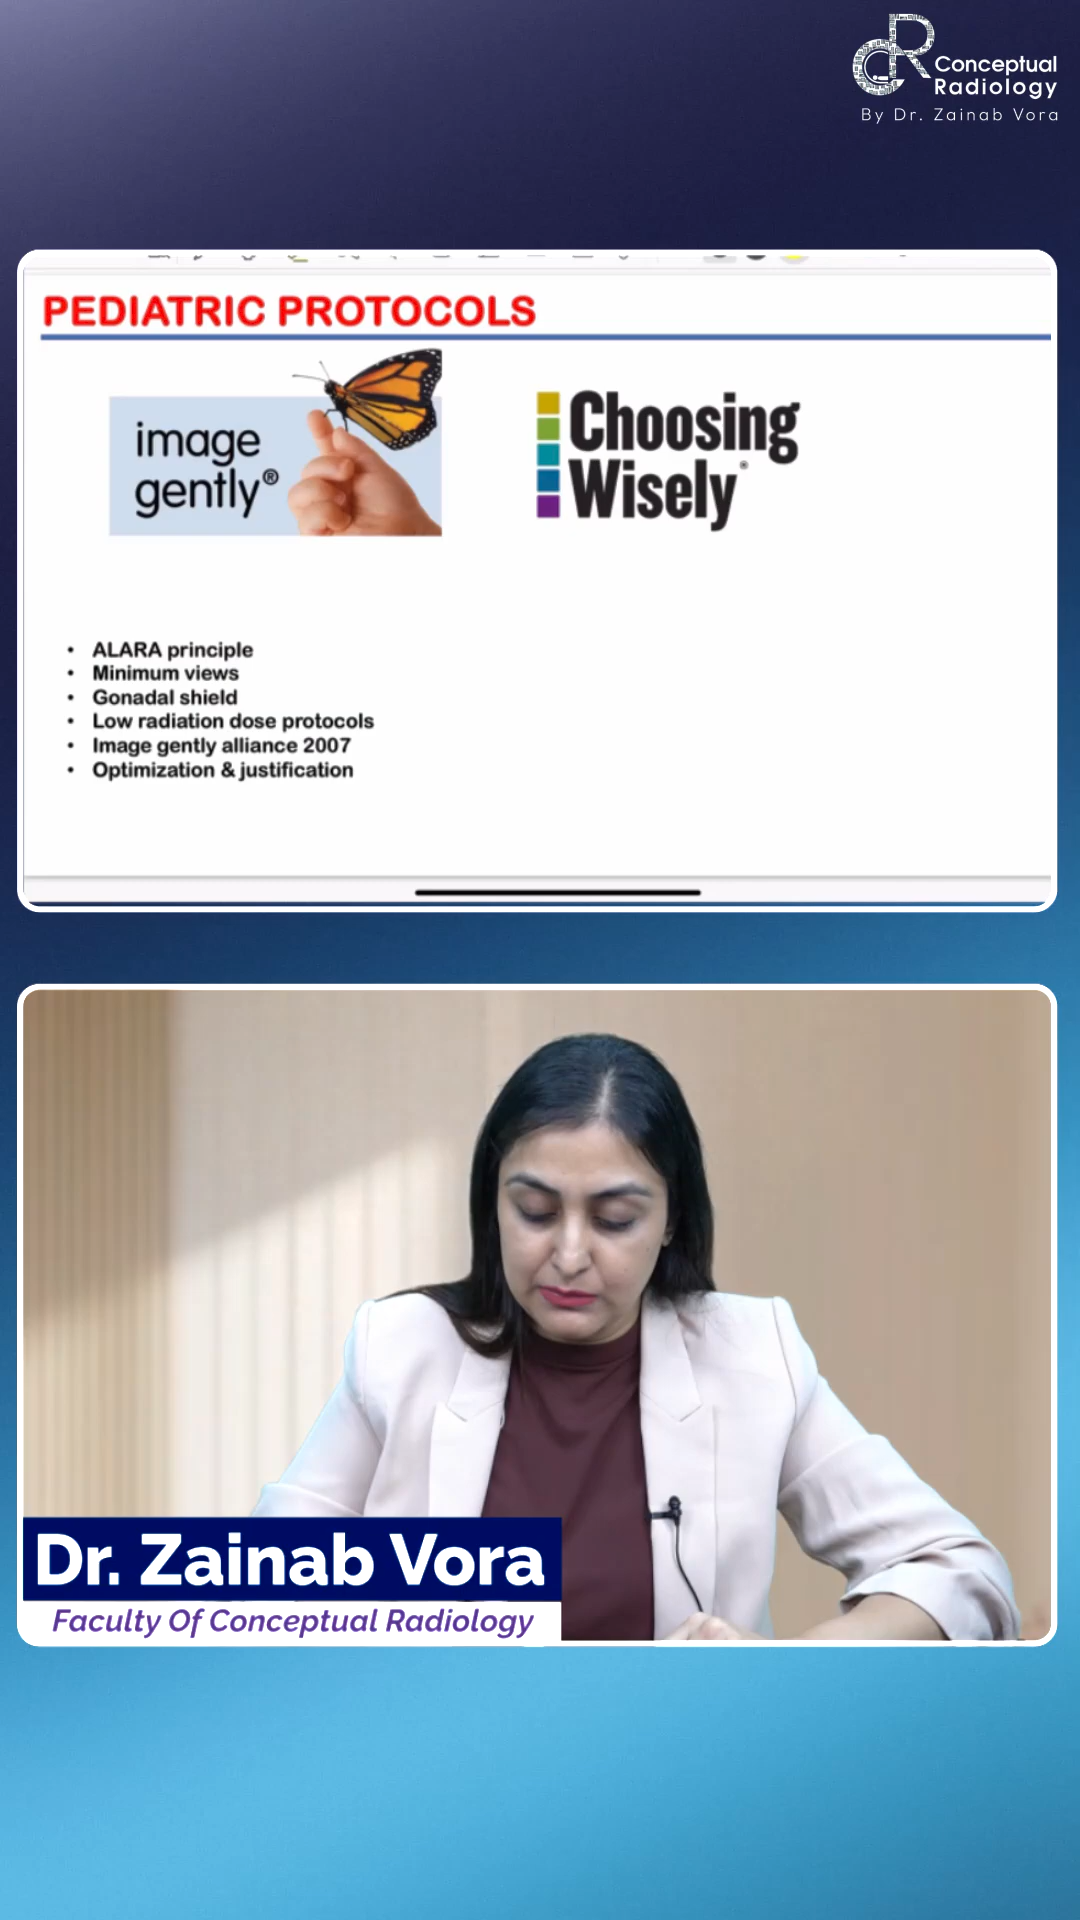 Conceptual
Radiology
By Dr. Zainab Vora
PEDIATRIC PROTOCOLS
image
gently®
Choosing
Wisely®
• ALARA principle
• Minimum views
• Gonadal shield
• Low radiation dose protocols
• Image gently alliance 2007
• Optimization & justification
Dr. Zainab Vora
Faculty Of Conceptual Radiology